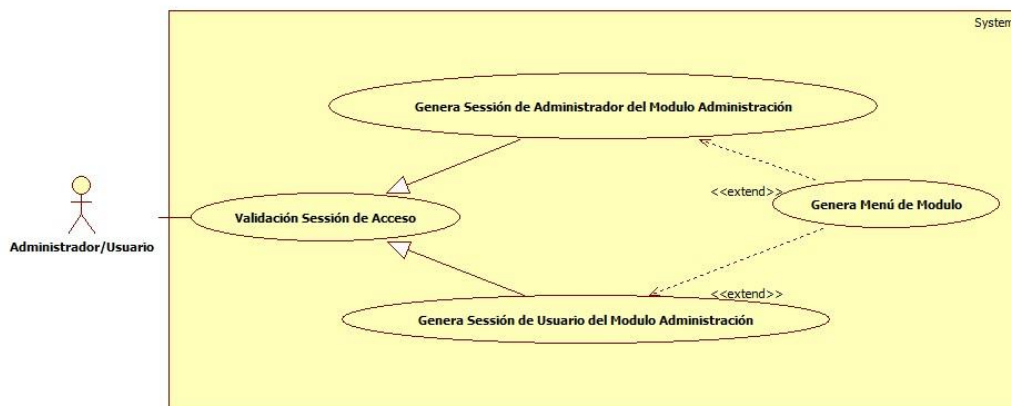 System
Genera Sessión de Administrador del Modulo Administración
<<extend>>
Genera Menú de Modulo
Validación Sessión de Acceso
Administrador/Usuario
<<extend>>
Genera Sessión de Usuario del Modulo Administración